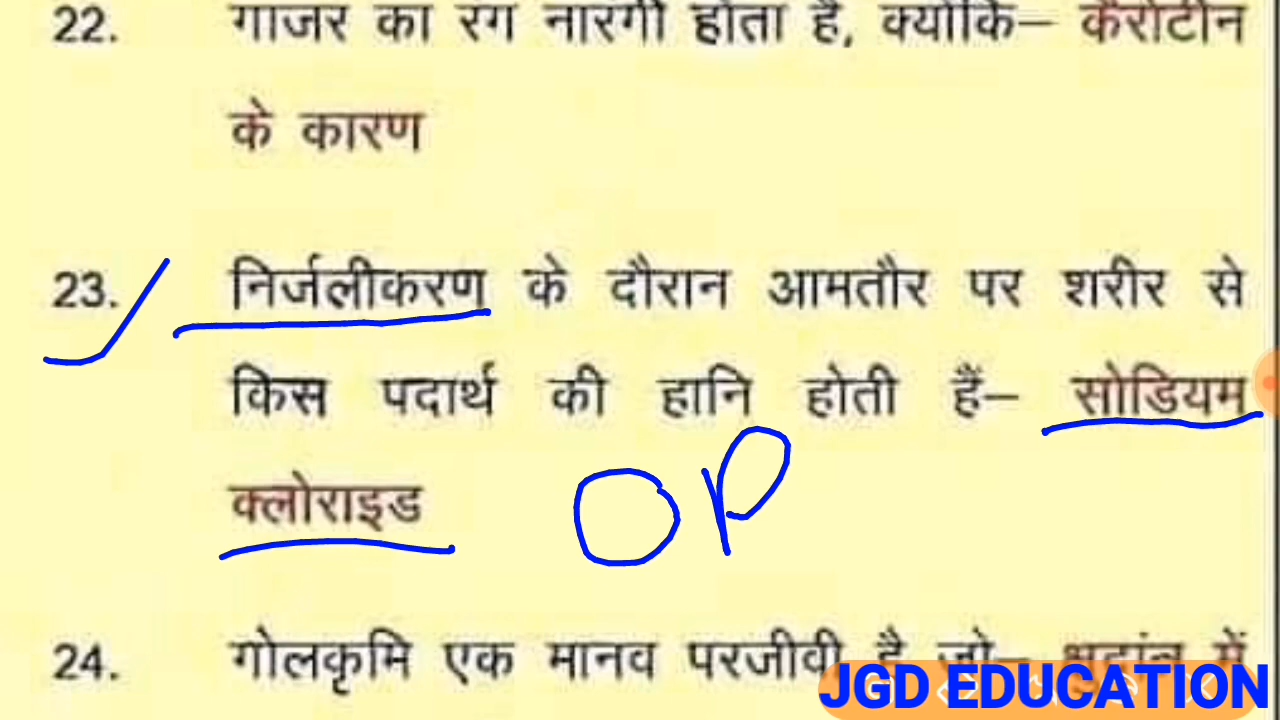 22. गाजर का रंग नारंगी होता है, क्योंकि– कैरोटीन
के कारण
23. निर्जलीकरण के दौरान आमतौर पर शरीर से
किस पदार्थ की हानि होती हैं– सोडियम
क्लोराइड
OP
24. गोलकृमि एक मानव परजीवी है जो– क्षुद्रांत्र में
JGD EDUCATION